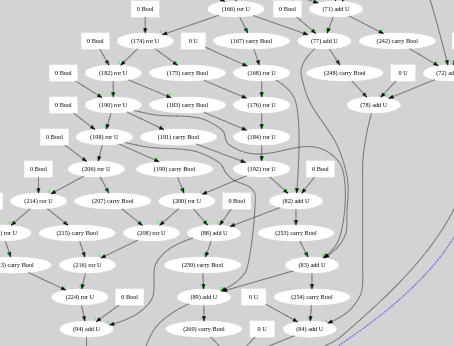 0 Bool (166) ror U 0 Bool (71) add U
(174) ror U 0 U (167) carry Bool (77) add U (242) carry Bool
0 Bool (182) ror U (175) carry Bool (168) ror U (248) carry Bool 0 U
0 Bool (190) ror U (183) carry Bool (176) ror U (78) add U
0 Bool (198) ror U (191) carry Bool (184) ror U
0 Bool (206) ror U (199) carry Bool (192) ror U 0 Bool
(214) ror U (207) carry Bool (200) ror U 0 Bool (82) add U
ror U (215) carry Bool (208) ror U (88) add U (253) carry Bool
carry Bool (216) ror U (259) carry Bool (83) add U
(224) ror U 0 Bool (89) add U 0 U (254) carry Bool
(94) add U (260) carry Bool 0 U (84) add U